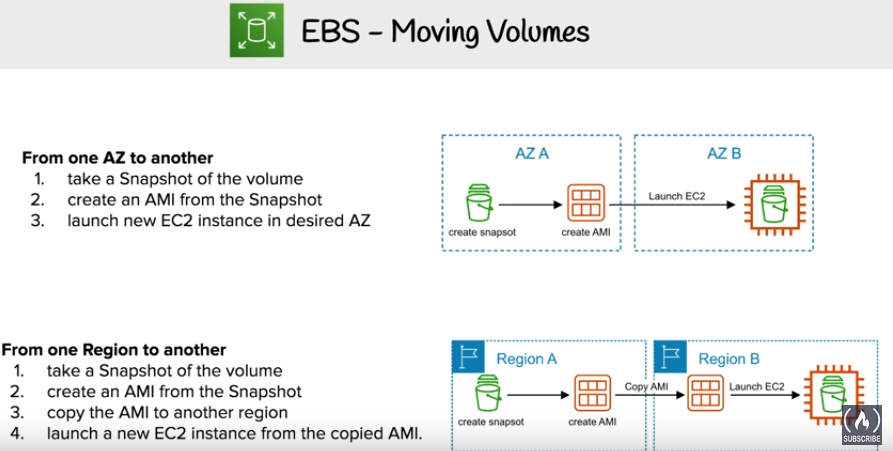 EBS - Moving Volumes
From one AZ to another
1. take a Snapshot of the volume
2. create an AMI from the Snapshot
3. launch new EC2 instance in desired AZ
AZ A
AZ B
create snapsot
create AMI
Launch EC2
From one Region to another
1. take a Snapshot of the volume
2. create an AMI from the Snapshot
3. copy the AMI to another region
4. launch a new EC2 instance from the copied AMI.
Region A
Region B
create snapsot
create AMI
Copy AMI
Launch EC2
SUBSCRIBE